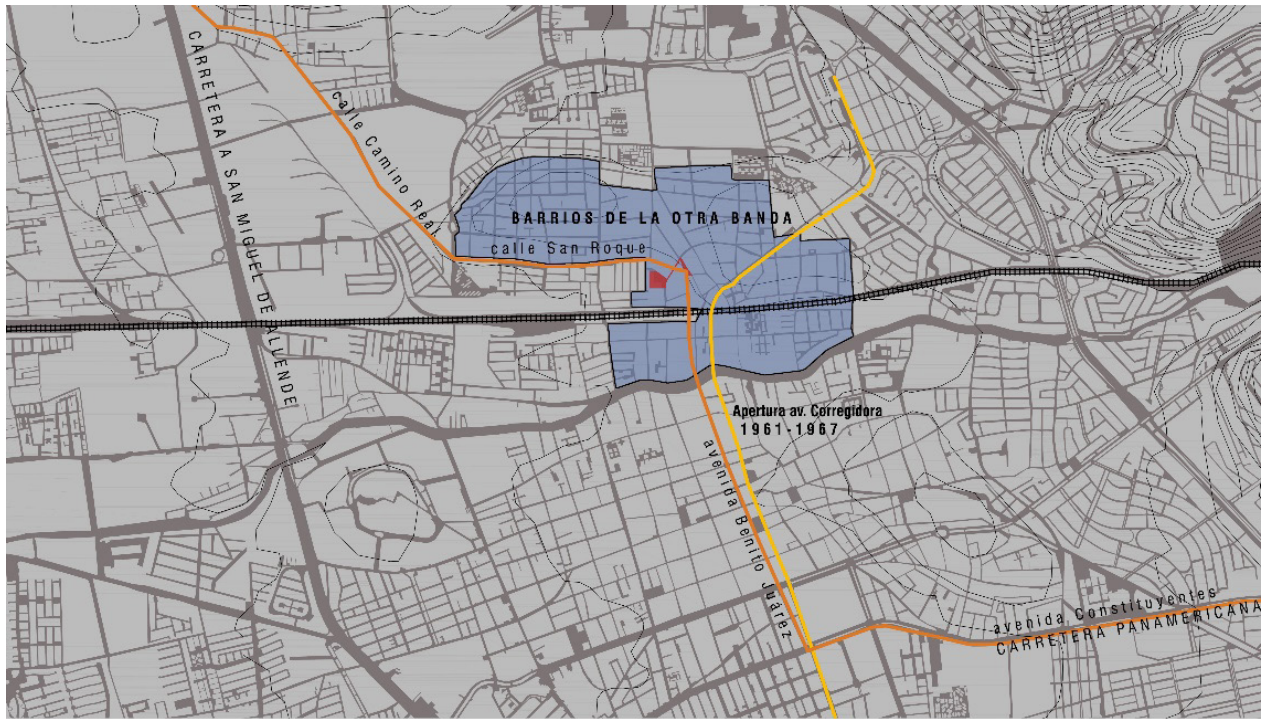 CARRETERA A SAN MIGUEL DE ALLENDE
calle Camino Real
BARRIOS DE LA OTRA BANDA
calle San Roque
Apertura av. Corregidora
1961-1967
avenida Benito Juárez
avenida Constituyentes
CARRETERA PANAMERICANA